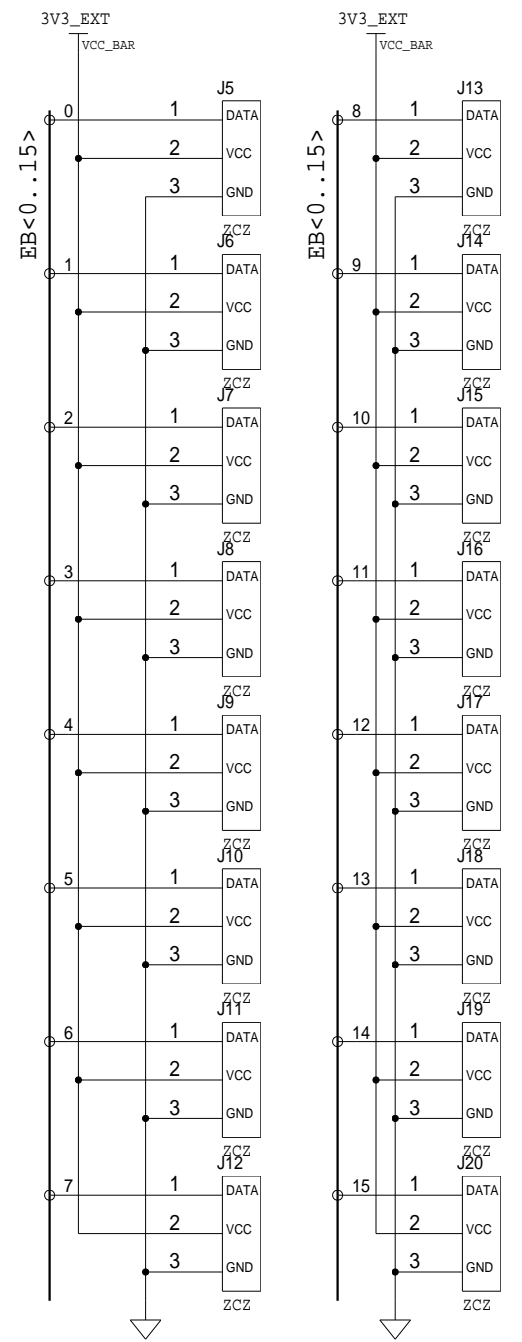 3V3_EXT
VCC_BAR
EB<0..15>
J5
0 1 DATA
2 VCC
3 GND
ZCZ
J6
1 1 DATA
2 VCC
3 GND
ZCZ
J7
2 1 DATA
2 VCC
3 GND
ZCZ
J8
3 1 DATA
2 VCC
3 GND
ZCZ
J9
4 1 DATA
2 VCC
3 GND
ZCZ
J10
5 1 DATA
2 VCC
3 GND
ZCZ
J11
6 1 DATA
2 VCC
3 GND
ZCZ
J12
7 1 DATA
2 VCC
3 GND
ZCZ
3V3_EXT
VCC_BAR
EB<0..15>
J13
8 1 DATA
2 VCC
3 GND
ZCZ
J14
9 1 DATA
2 VCC
3 GND
ZCZ
J15
10 1 DATA
2 VCC
3 GND
ZCZ
J16
11 1 DATA
2 VCC
3 GND
ZCZ
J17
12 1 DATA
2 VCC
3 GND
ZCZ
J18
13 1 DATA
2 VCC
3 GND
ZCZ
J19
14 1 DATA
2 VCC
3 GND
ZCZ
J20
15 1 DATA
2 VCC
3 GND
ZCZ